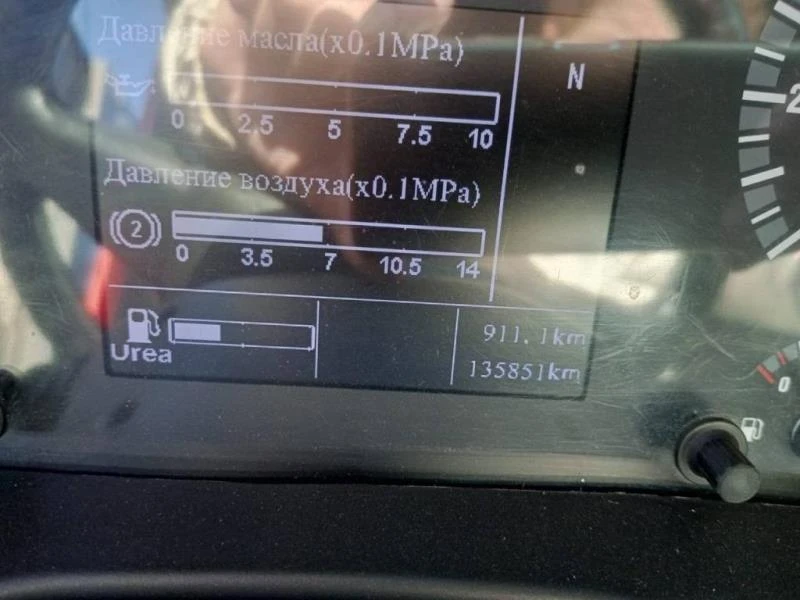 Давление масла(x0.1MPa)
N
0 2.5 5 7.5 10
Давление воздуха(x0.1MPa)
2
0 3.5 7 10.5 14
Urea
911.1km
135851km
2
0